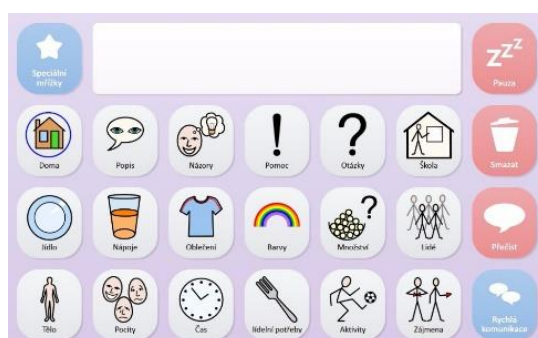 Speciální
mřížky
zZZ
Pauza
Doma
Popis
Názory
!
Pomoc
?
Otázky
Škola
Smazat
Jídlo
Nápoje
Oblečení
Barvy
?
Množství
Lidé
Přečíst
Tělo
Pocity
Čas
Jídelní potřeby
Aktivity
Zájmena
Rychlá
komunikace